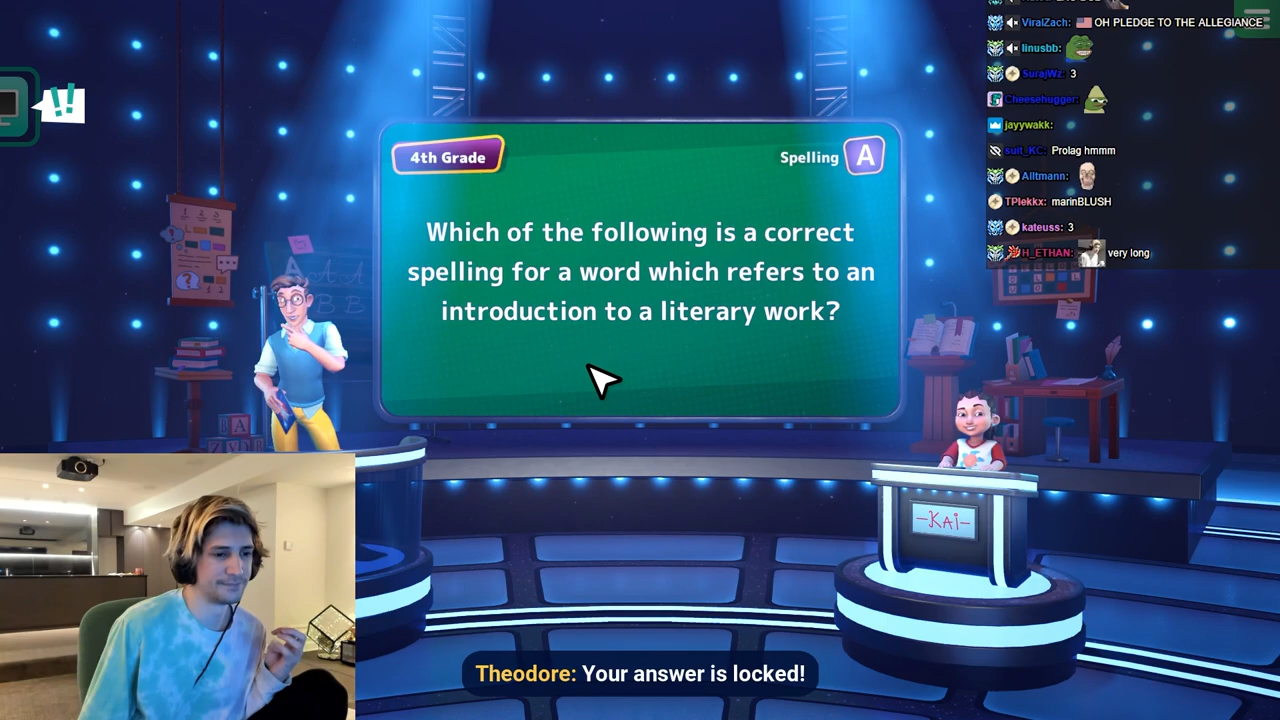 ViralZach: OH PLEDGE TO THE ALLEGIANCE
linusbb:
SurajWz: 3
Cheesehugger:
jayywakk:
suit_KC: Prolag hmmm
Alltmann:
TPlekkx: marinBLUSH
kateuss: 3
H_ETHAN: very long
!!
4th Grade
Spelling A
Which of the following is a correct
spelling for a word which refers to an
introduction to a literary work?
-KAi-
Theodore: Your answer is locked!